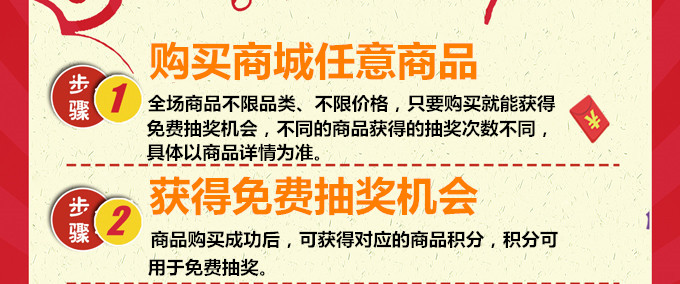 步骤 1
购买商城任意商品
全场商品不限品类、不限价格，只要购买就能获得
免费抽奖机会，不同的商品获得的抽奖次数不同，
具体以商品详情为准。
¥
步骤 2
获得免费抽奖机会
商品购买成功后，可获得对应的商品积分，积分可
用于免费抽奖。